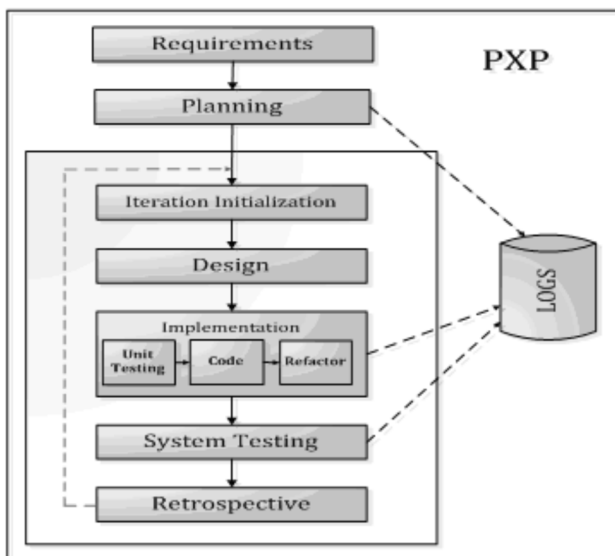 PXP
Requirements
Planning
Iteration Initialization
Design
Implementation
Unit
Testing
Code
Refactor
System Testing
Retrospective
LOGS